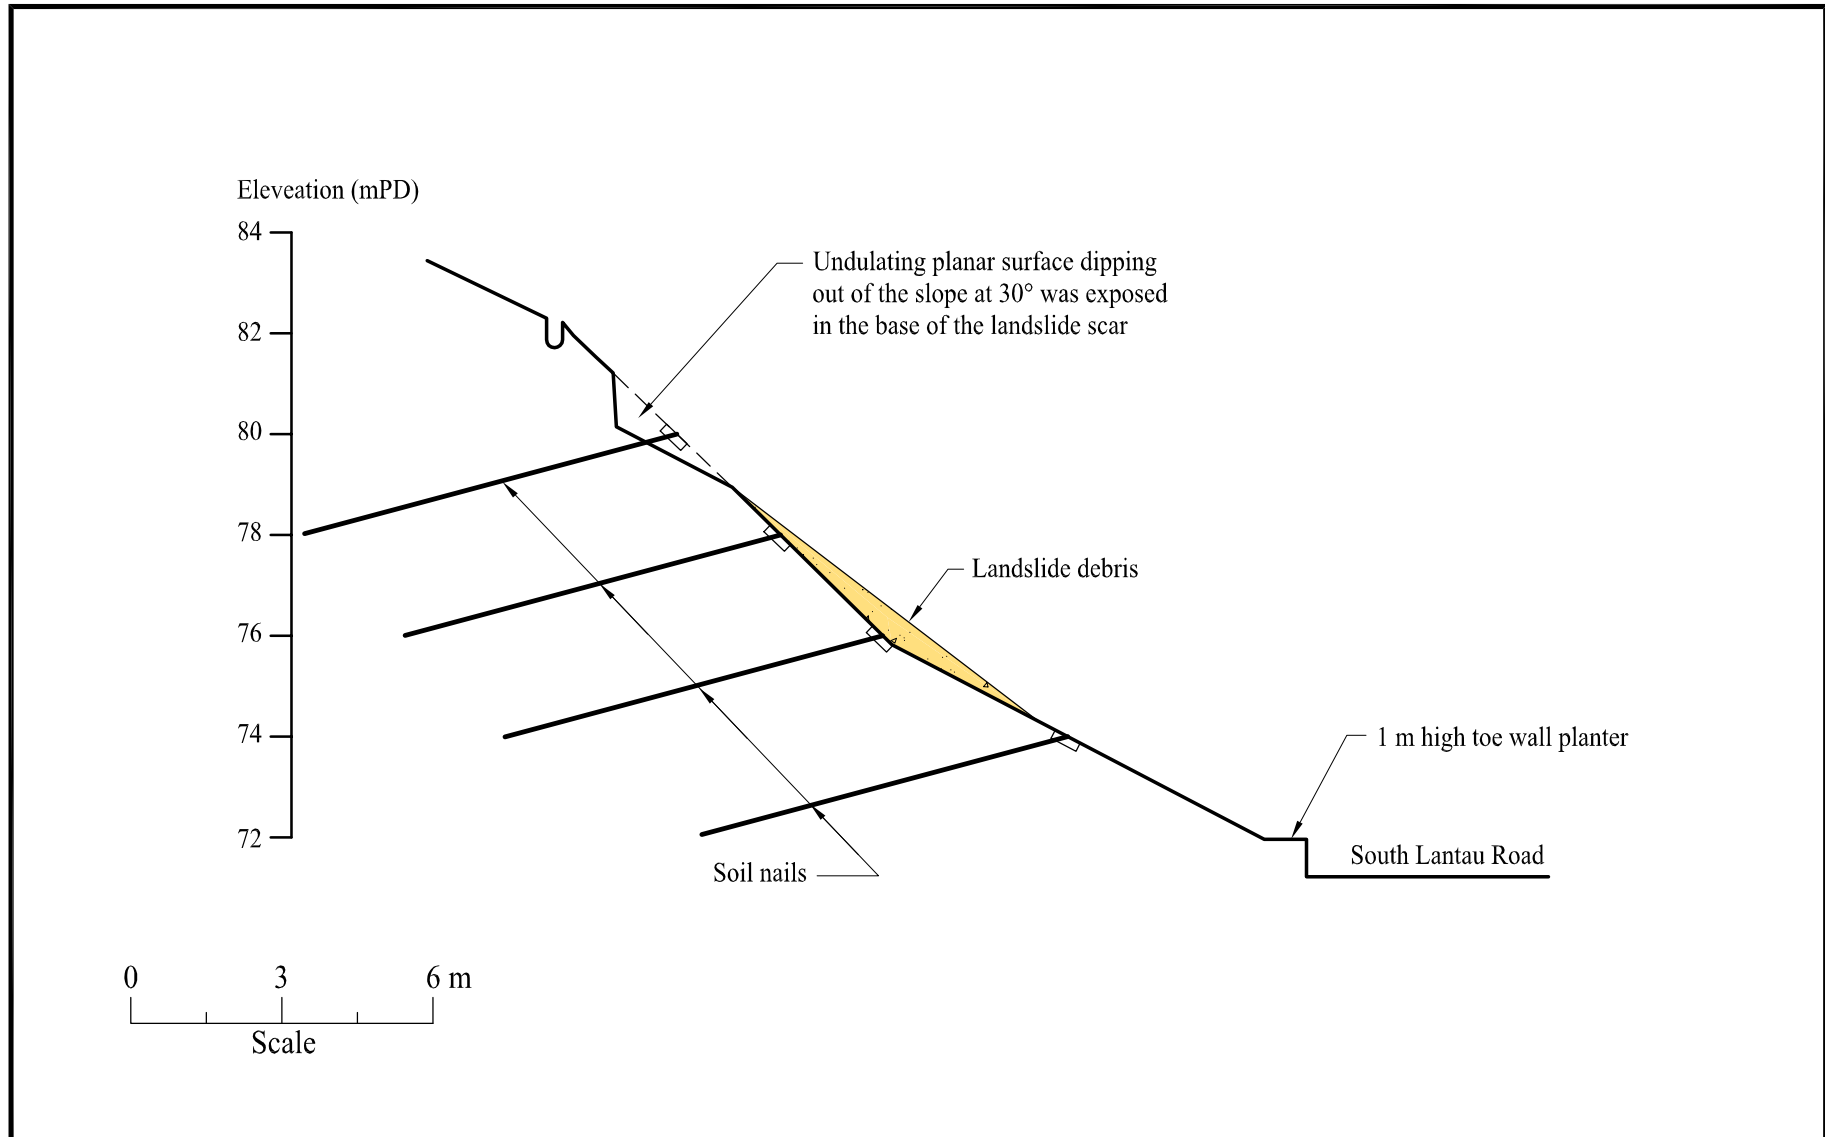 Eleveation (mPD)
84
Undulating planar surface dipping
out of the slope at 30° was exposed
in the base of the landslide scar
82
80
78
Landslide debris
76
74
1 m high toe wall planter
72
South Lantau Road
Soil nails
0 3 6 m
Scale